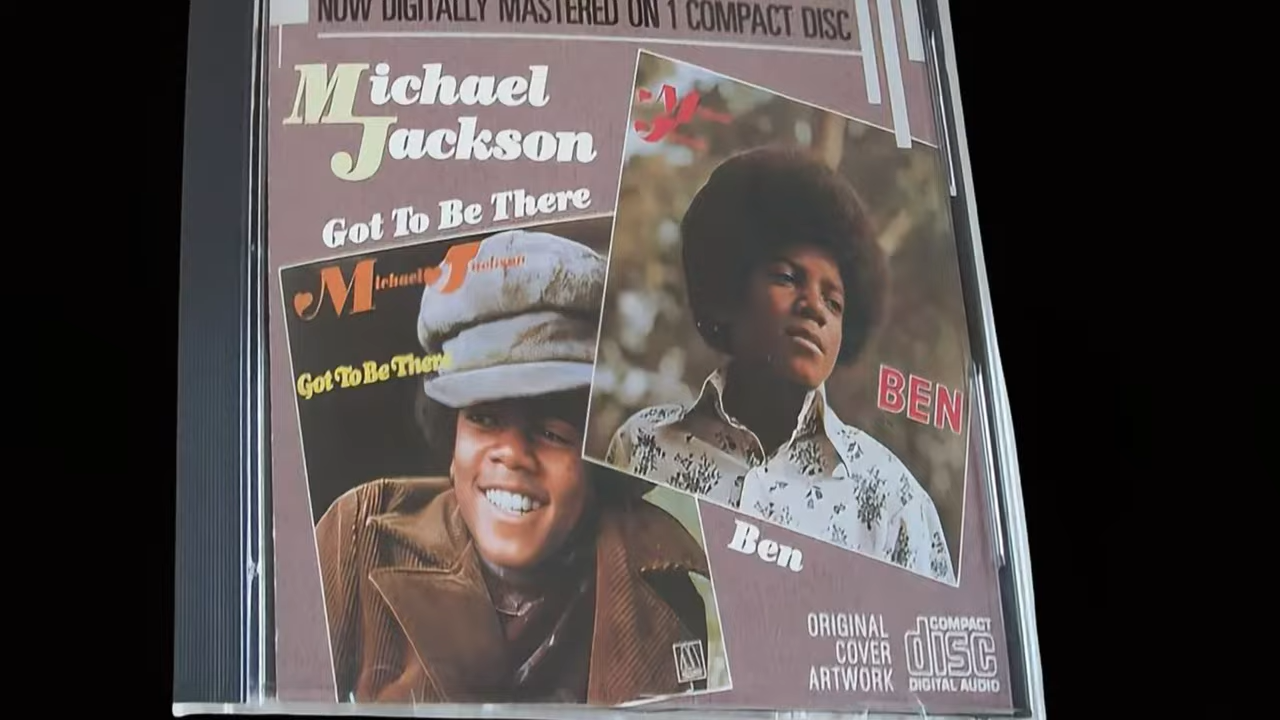 NOW DIGITALLY MASTERED ON 1 COMPACT DISC
Michael
Jackson
Got To Be There
Michael Jackson
Got To Be There
BEN
Ben
ORIGINAL
COVER
ARTWORK
COMPACT
disc
DIGITAL AUDIO